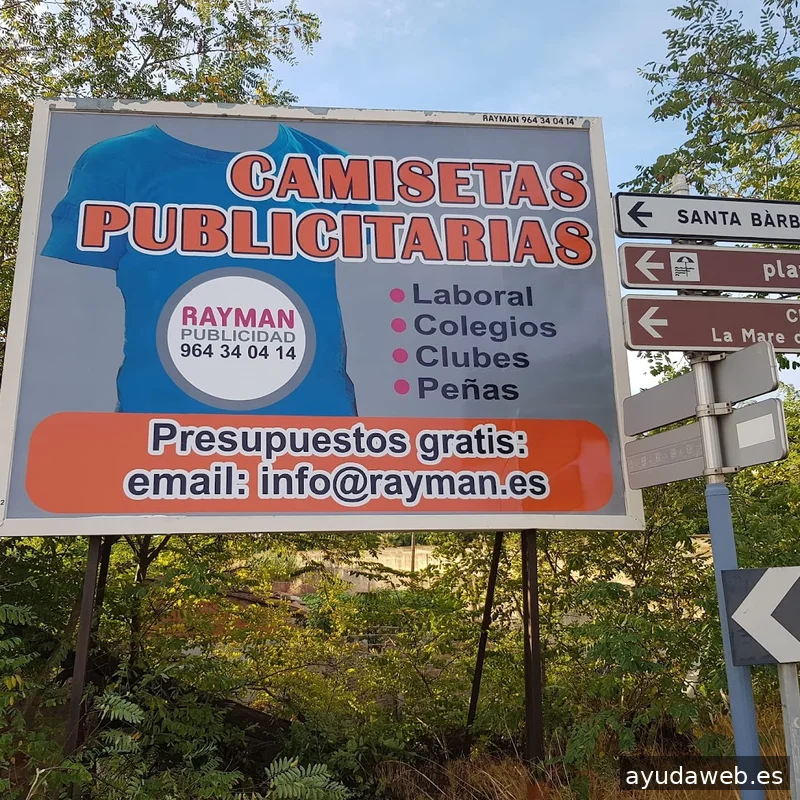 RAYMAN 964 34 04 14
CAMISETAS
PUBLICITARIAS
RAYMAN
PUBLICIDAD
964 34 04 14
Laboral
Colegios
Clubes
Peñas
Presupuestos gratis:
email: info@rayman.es
SANTA BÀRB
La Mare
ayudaweb.es